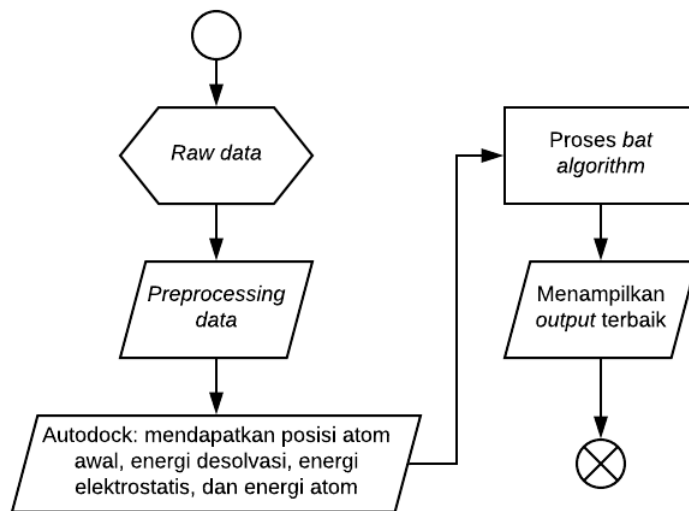 Raw data
Preprocessing
data
Autodock: mendapatkan posisi atom
awal, energi desolvasi, energi
elektrostatis, dan energi atom
Proses bat
algorithm
Menampilkan
output terbaik